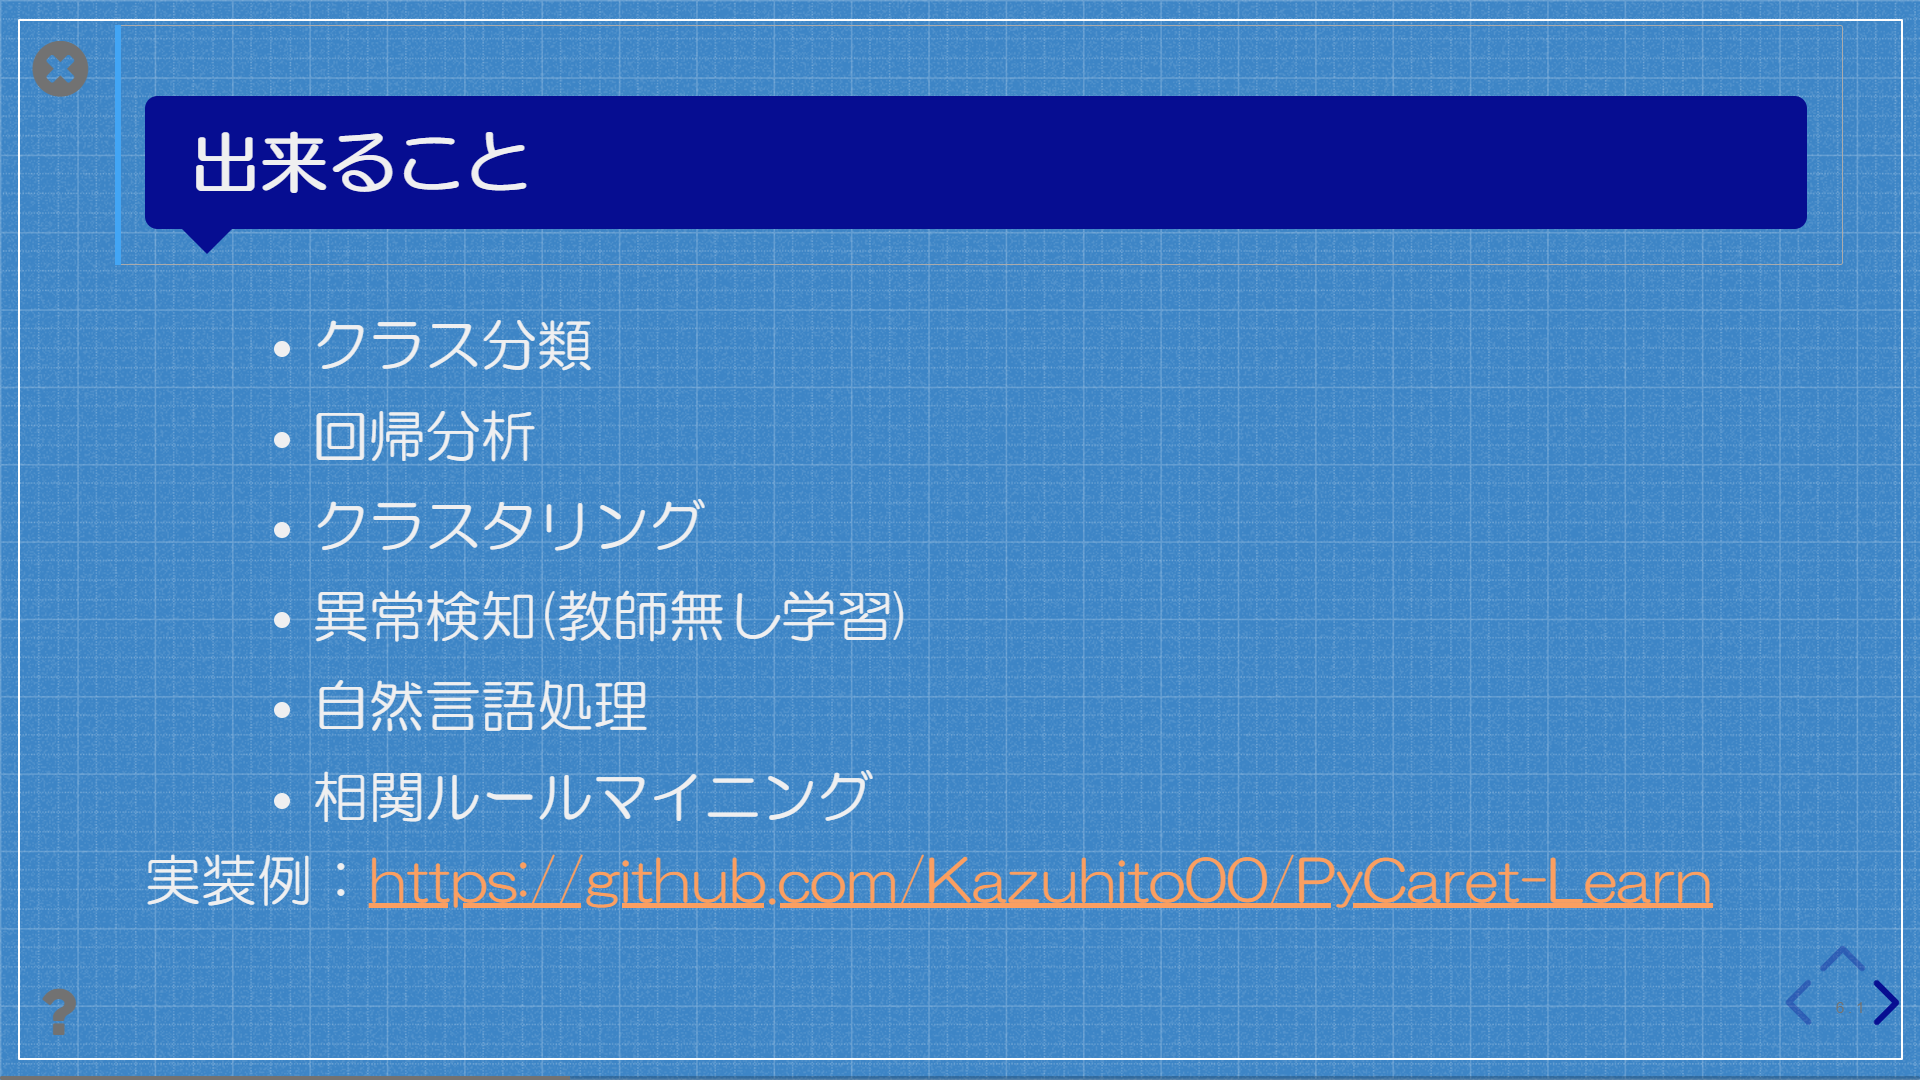 出来ること
クラス分類
回帰分析
クラスタリング
異常検知(教師無し学習)
自然言語処理
相関ルールマイニング
実装例：https://github.com/Kazuhito00/PyCaret-Learn
?